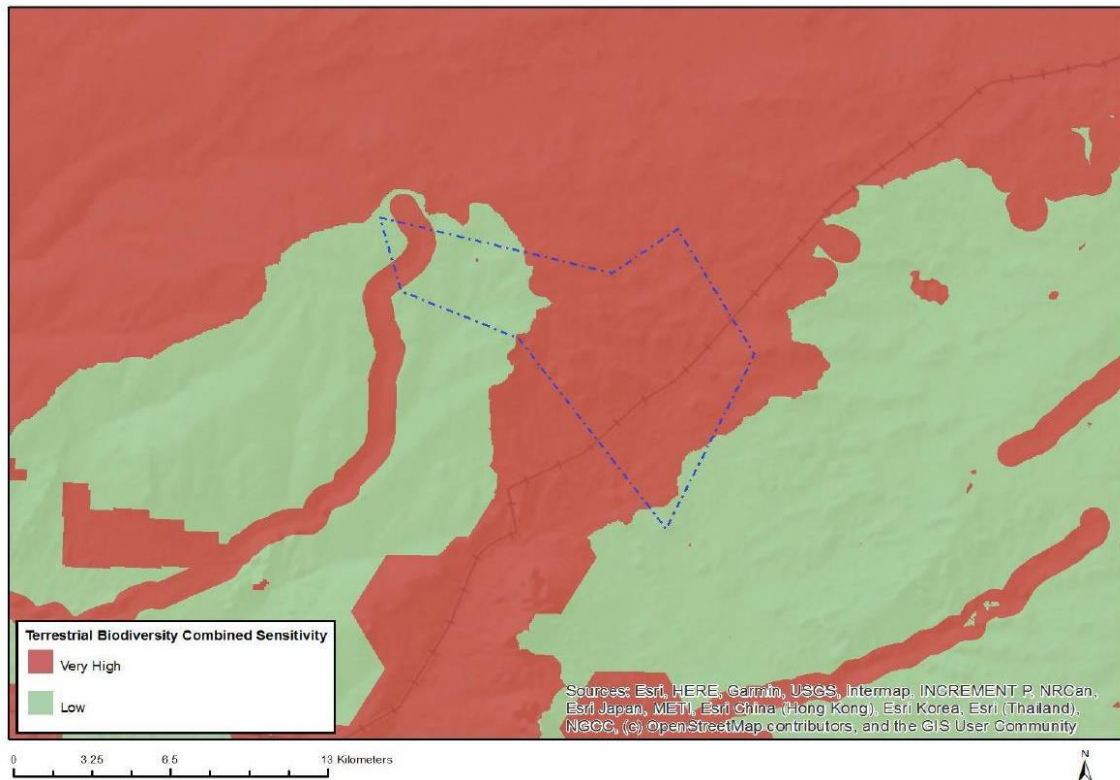 Terrestrial Biodiversity Combined Sensitivity
Very High
Low
Sources: Esri, HERE, Garmin, USGS, Intermap, INCREMENT P, NRCan,
Esri Japan, METI, Esri China (Hong Kong), Esri Korea, Esri (Thailand),
NGCC, (c) OpenStreetMap contributors, and the GIS User Community
0 3.25 6.5 13 Kilometers
N